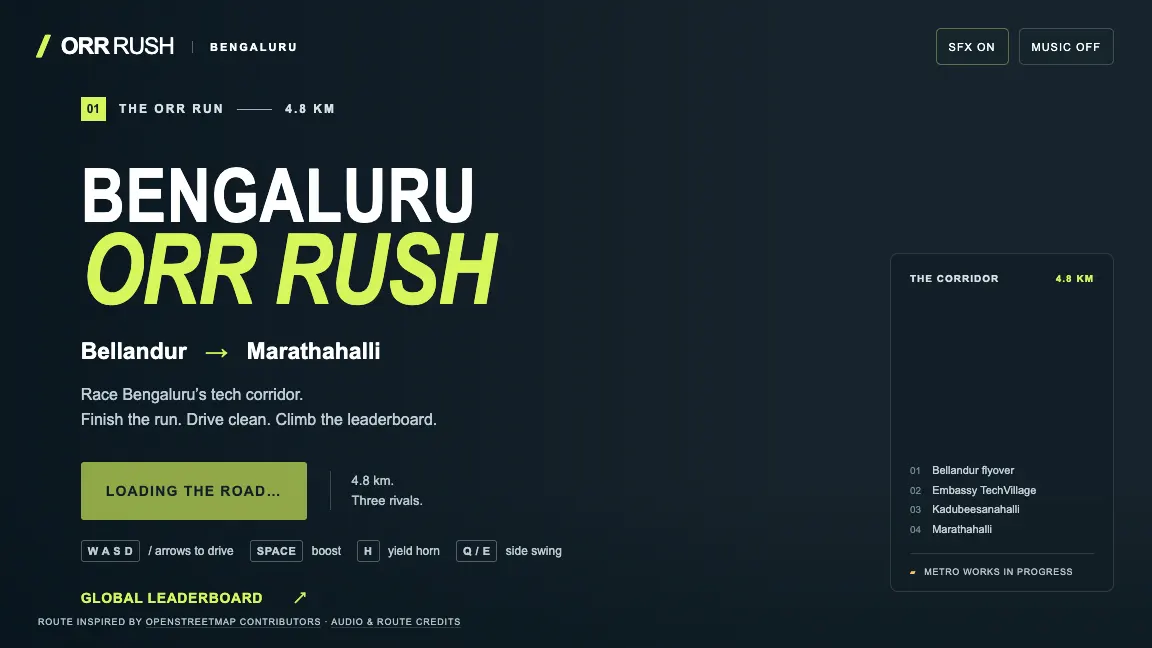 ORR RUSH BENGALURU
SFX ON
MUSIC OFF
01 THE ORR RUN 4.8 KM
BENGALURU
ORR RUSH
Bellandur → Marathahalli
Race Bengaluru's tech corridor.
Finish the run. Drive clean. Climb the leaderboard.
LOADING THE ROAD...
4.8 km.
Three rivals.
W A S D / arrows to drive SPACE boost H yield horn Q / E side swing
GLOBAL LEADERBOARD ↗
ROUTE INSPIRED BY OPENSTREETMAP CONTRIBUTORS · AUDIO & ROUTE CREDITS
THE CORRIDOR 4.8 KM
01 Bellandur flyover
02 Embassy TechVillage
03 Kadubeesanahalli
04 Marathahalli
METRO WORKS IN PROGRESS